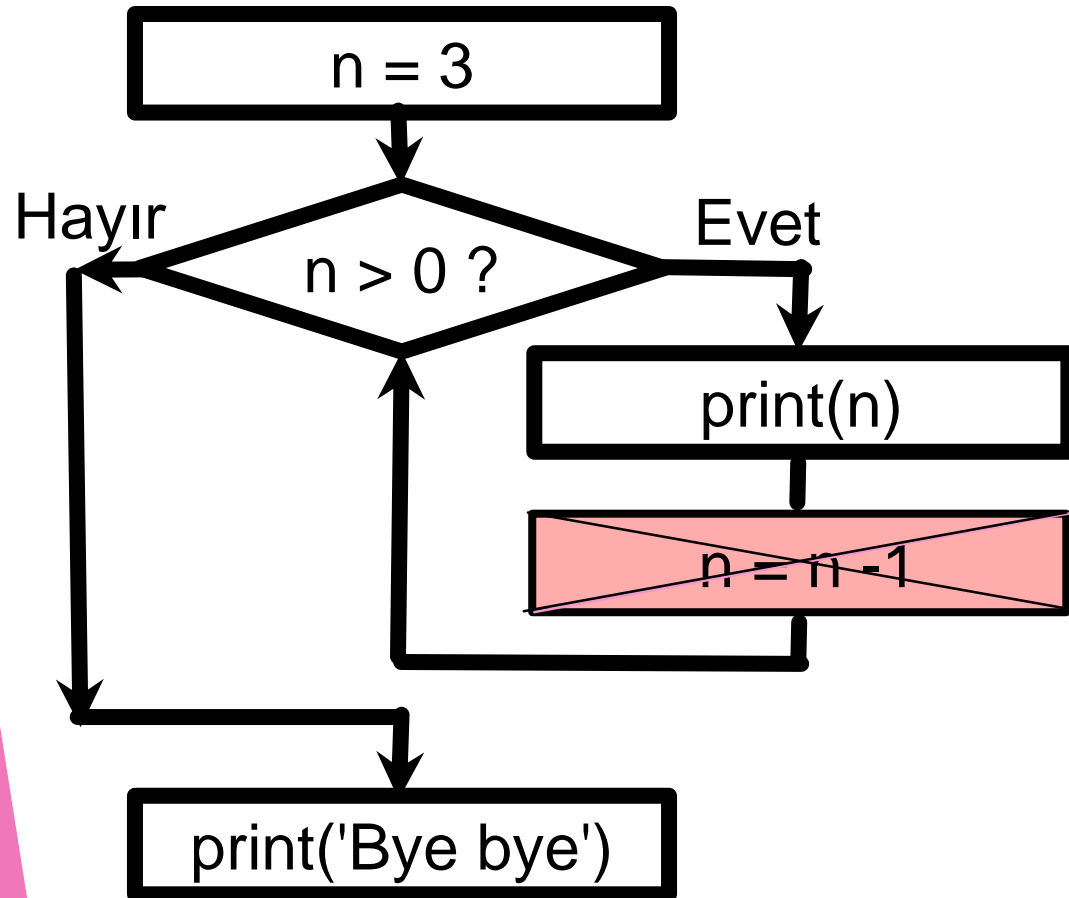 n = 3
Hayır
Evet
n > 0 ?
print(n)
n = n -1
print('Bye bye')